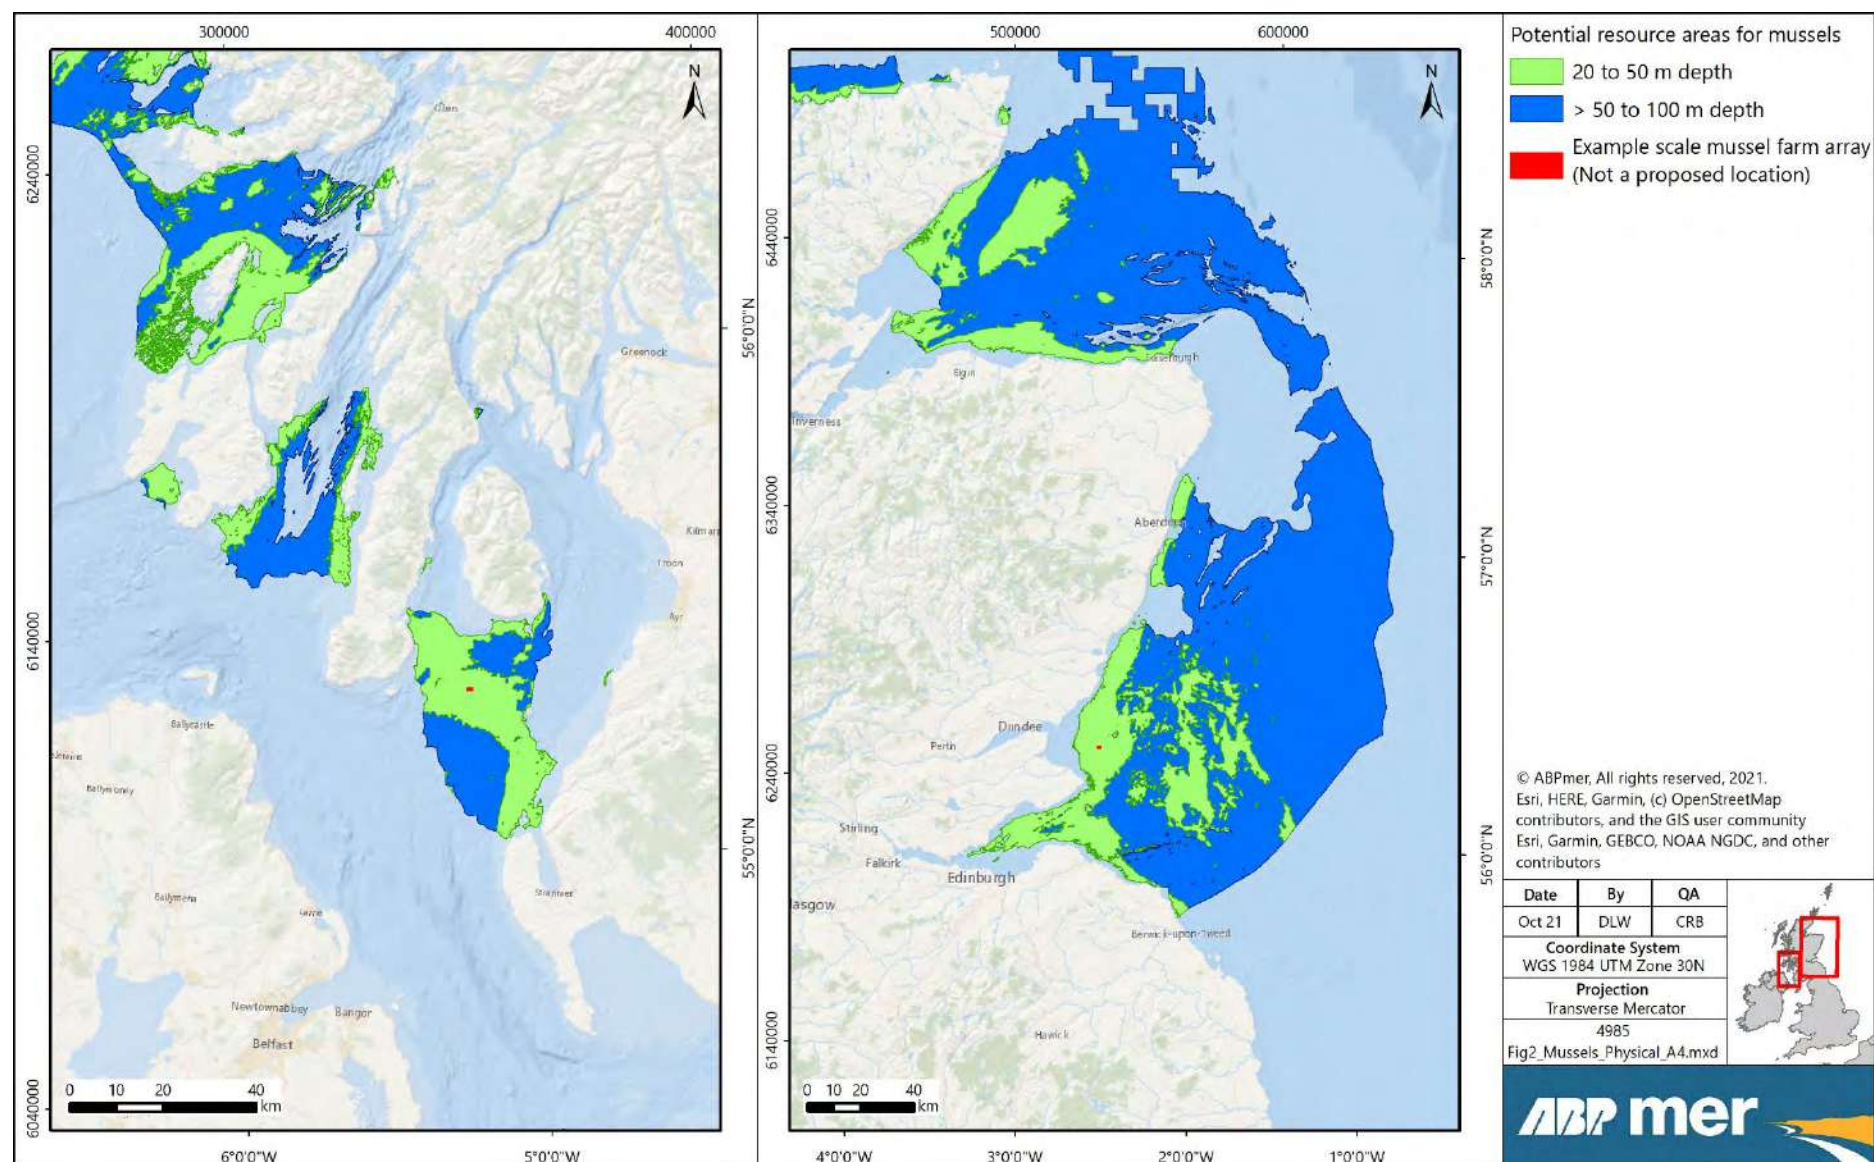 300000
400000
500000
600000
N
N
Glen
6240000
6140000
6040000
56°0'0"N
55°0'0"N
Greenock
Troon
Ayr
Ballycastle
Ballymoney
Ballymena
Larne
Stranraer
Newtownabbey
Bangor
Belfast
0 10 20 40
km
6°0'0"W
5°0'0"W
6440000
6340000
6240000
6140000
58°0'0"N
57°0'0"N
56°0'0"N
Elgin
Inverness
Dundee
Perth
Stirling
Falkirk
Edinburgh
asgow
Berwick-upon-Tweed
Hawick
0 10 20 40
km
4°0'0"W
3°0'0"W
2°0'0"W
1°0'0"W
Potential resource areas for mussels
20 to 50 m depth
> 50 to 100 m depth
Example scale mussel farm array
(Not a proposed location)
© ABPmer, All rights reserved, 2021.
Esri, HERE, Garmin, (c) OpenStreetMap
contributors, and the GIS user community
Esri, Garmin, GEBCO, NOAA NGDC, and other
contributors
Date By QA
Oct 21 DLW CRB
Coordinate System
WGS 1984 UTM Zone 30N
Projection
Transverse Mercator
4985
Fig2_Mussels_Physical_A4.mxd
ABP mer